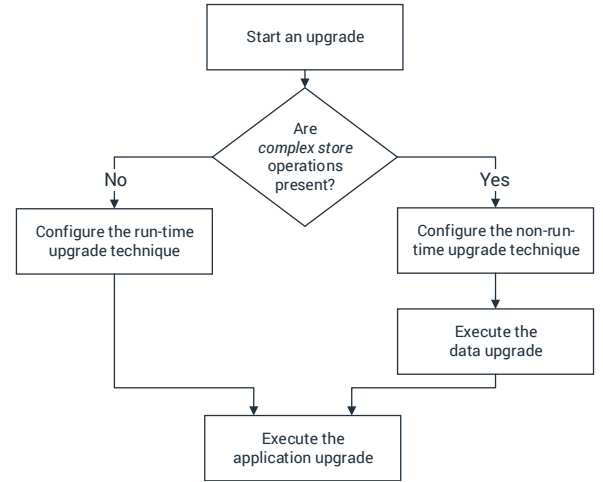 Start an upgrade
Are
complex store
operations
present?
No
Yes
Configure the run-time
upgrade technique
Configure the non-run-
time upgrade technique
Execute the
data upgrade
Execute the
application upgrade